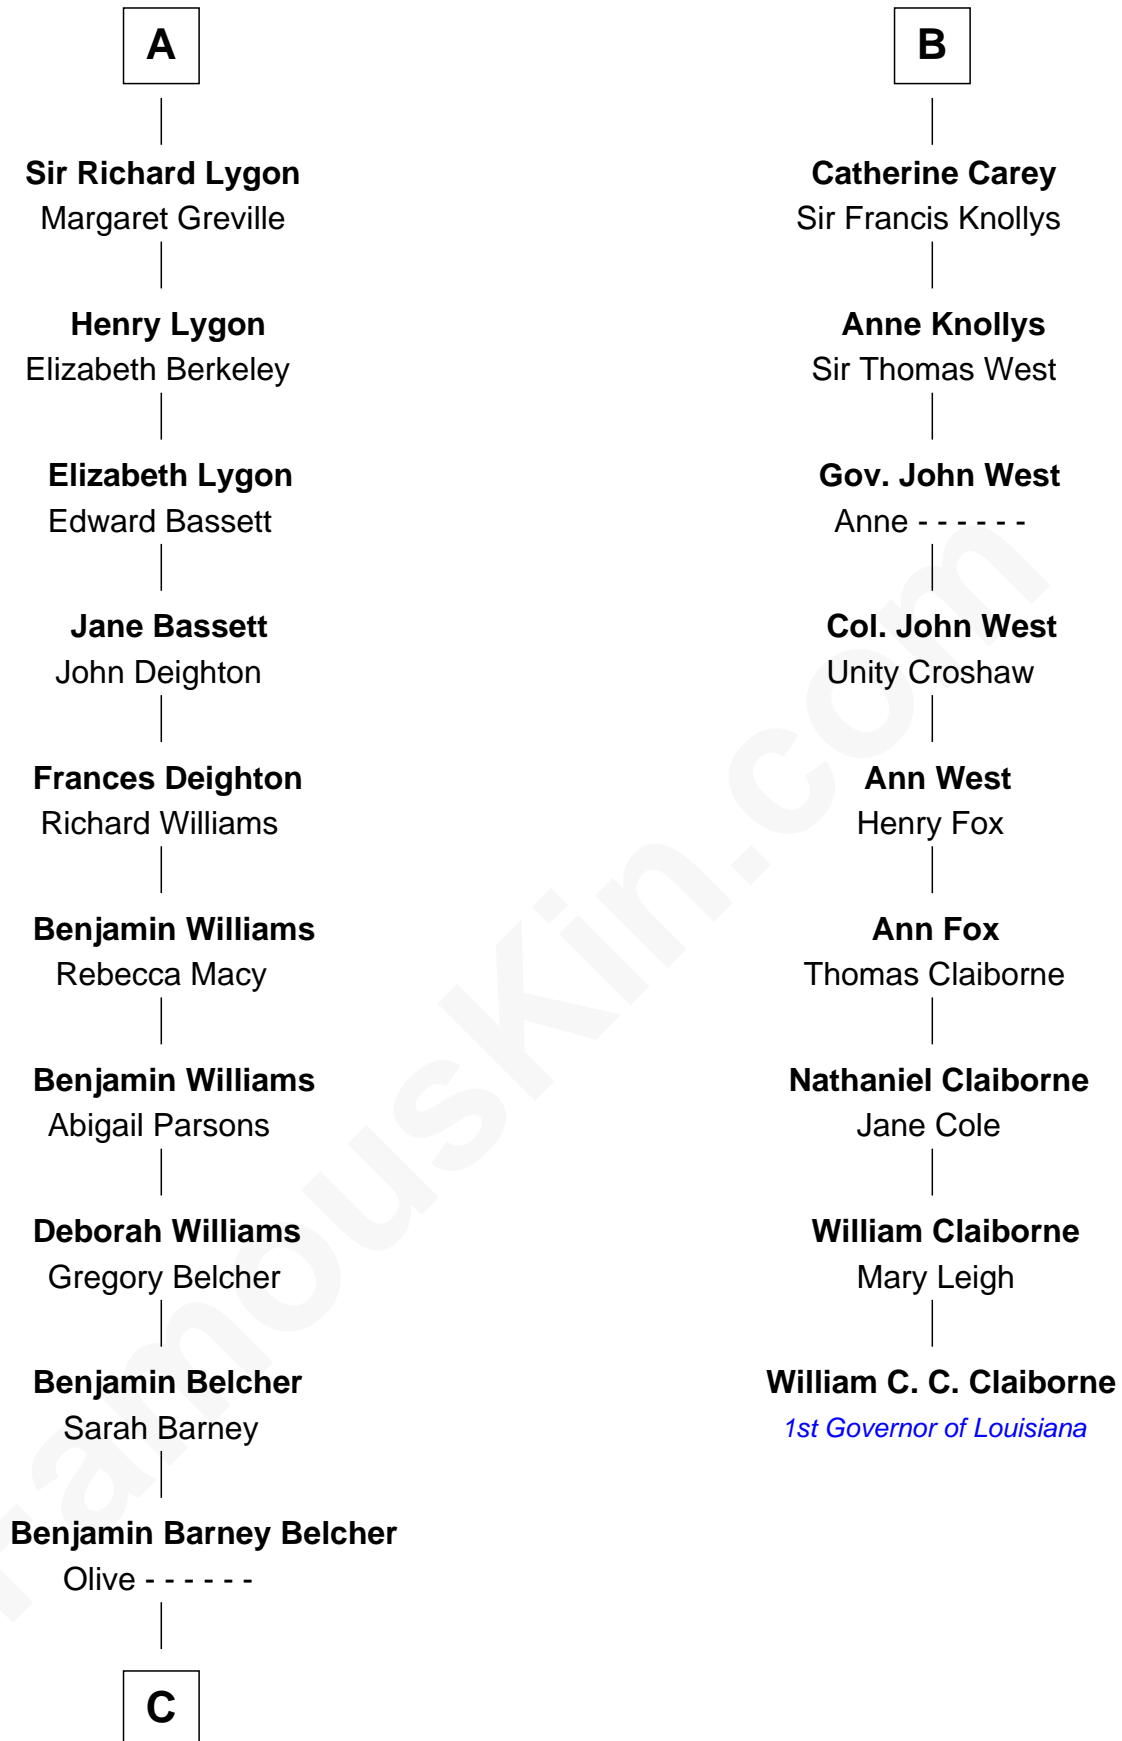 A
Sir Richard Lygon
Margaret Greville
Henry Lygon
Elizabeth Berkeley
Elizabeth Lygon
Edward Bassett
Jane Bassett
John Deighton
Frances Deighton
Richard Williams
Benjamin Williams
Rebecca Macy
Benjamin Williams
Abigail Parsons
Deborah Williams
Gregory Belcher
Benjamin Belcher
Sarah Barney
Benjamin Barney Belcher
Olive - - - - - -
C
B
Catherine Carey
Sir Francis Knollys
Anne Knollys
Sir Thomas West
Gov. John West
Anne - - - - - -
Col. John West
Unity Croshaw
Ann West
Henry Fox
Ann Fox
Thomas Claiborne
Nathaniel Claiborne
Jane Cole
William Claiborne
Mary Leigh
William C. C. Claiborne
1st Governor of Louisiana
FamousKin.com